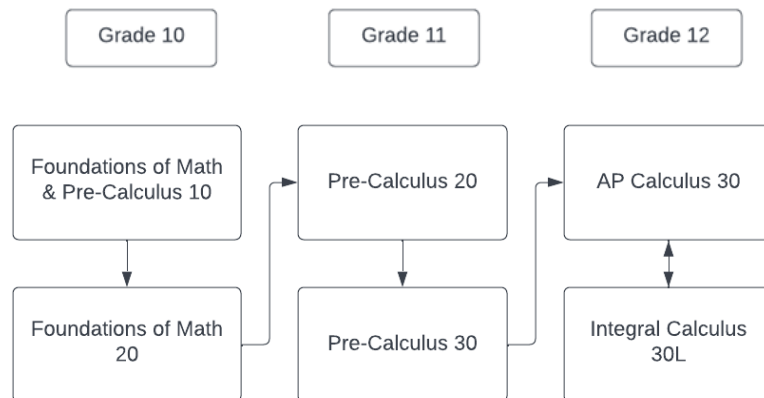 Grade 10
Grade 11
Grade 12
Foundations of Math
& Pre-Calculus 10
Pre-Calculus 20
AP Calculus 30
Foundations of Math
20
Pre-Calculus 30
Integral Calculus
30L